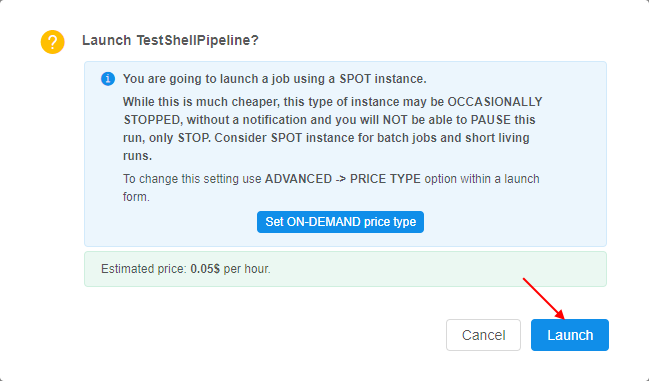 Launch TestShellPipeline?
You are going to launch a job using a SPOT instance.
While this is much cheaper, this type of instance may be OCCASIONALLY
STOPPED, without a notification and you will NOT be able to PAUSE this
run, only STOP. Consider SPOT instance for batch jobs and short living
runs.
To change this setting use ADVANCED -> PRICE TYPE option within a launch
form.
Set ON-DEMAND price type
Estimated price: 0.05$ per hour.
Cancel
Launch